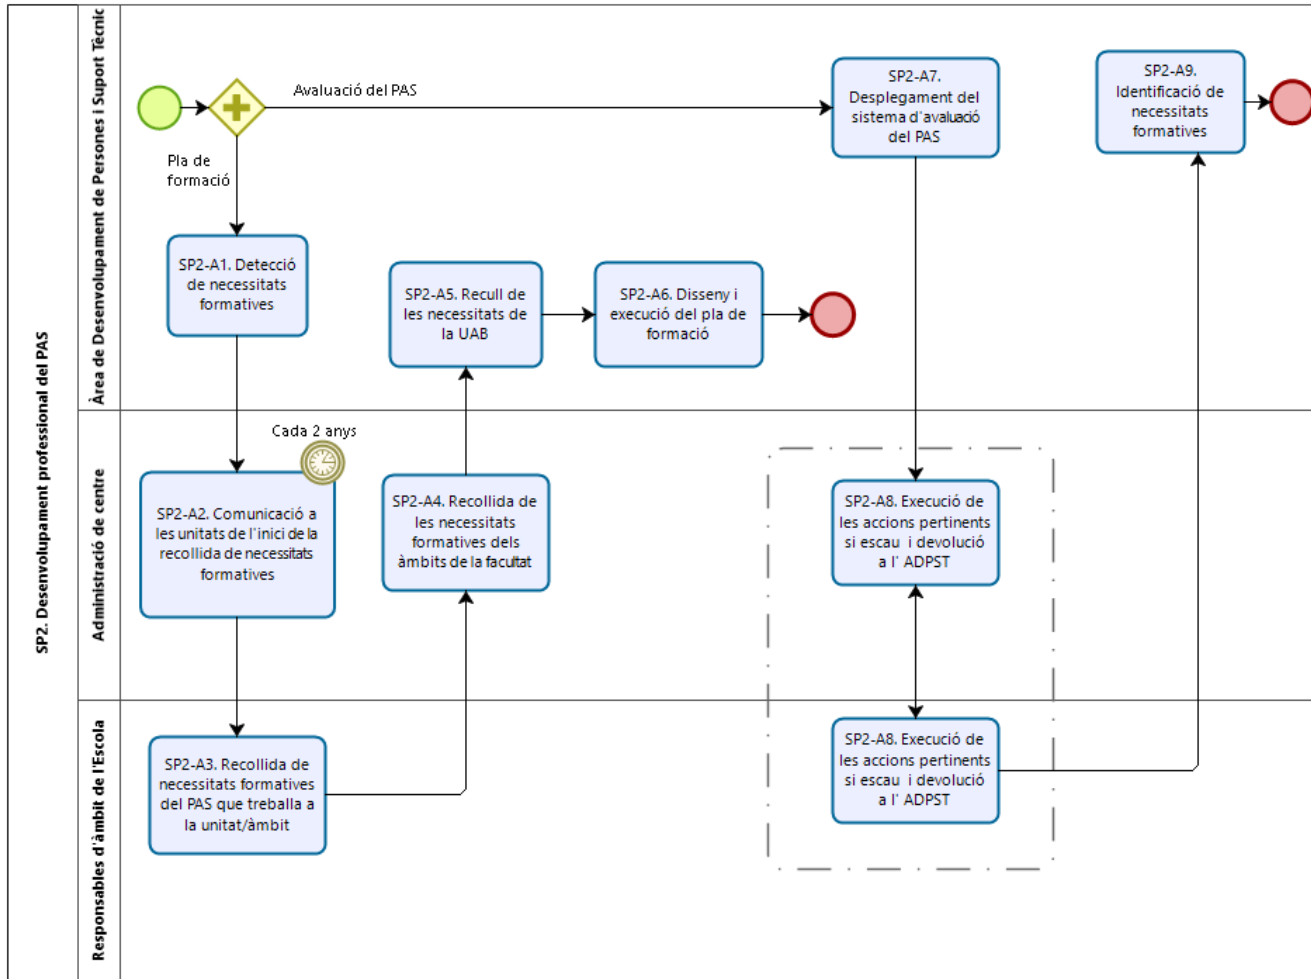 SP2. Desenvolupament professional del PAS
Àrea de Desenvolupament de Persones i Suport Tècnic
Avaluació del PAS
Pla de
formació
SP2-A1. Detecció
de necessitats
formatives
SP2-A5. Recull de
les necessitats de
la UAB
SP2-A6. Disseny i
execució del pla de
formació
SP2-A7.
Desplegament del
sistema d'avaluació
del PAS
SP2-A9.
Identificació de
necessitats
formatives
Administració de centre
Cada 2 anys
SP2-A2. Comunicació a
les unitats de l'inici de la
recollida de necessitats
formatives
SP2-A4. Recollida de
les necessitats
formatives dels
àmbits de la facultat
SP2-A8. Execució de
les accions pertinents
si escau i devolució
a l' ADPST
Responsables d'àmbit de l'Escola
SP2-A3. Recollida de
necessitats formatives
del PAS que treballa a
la unitat/àmbit
SP2-A8. Execució de
les accions pertinents
si escau i devolució
a l' ADPST